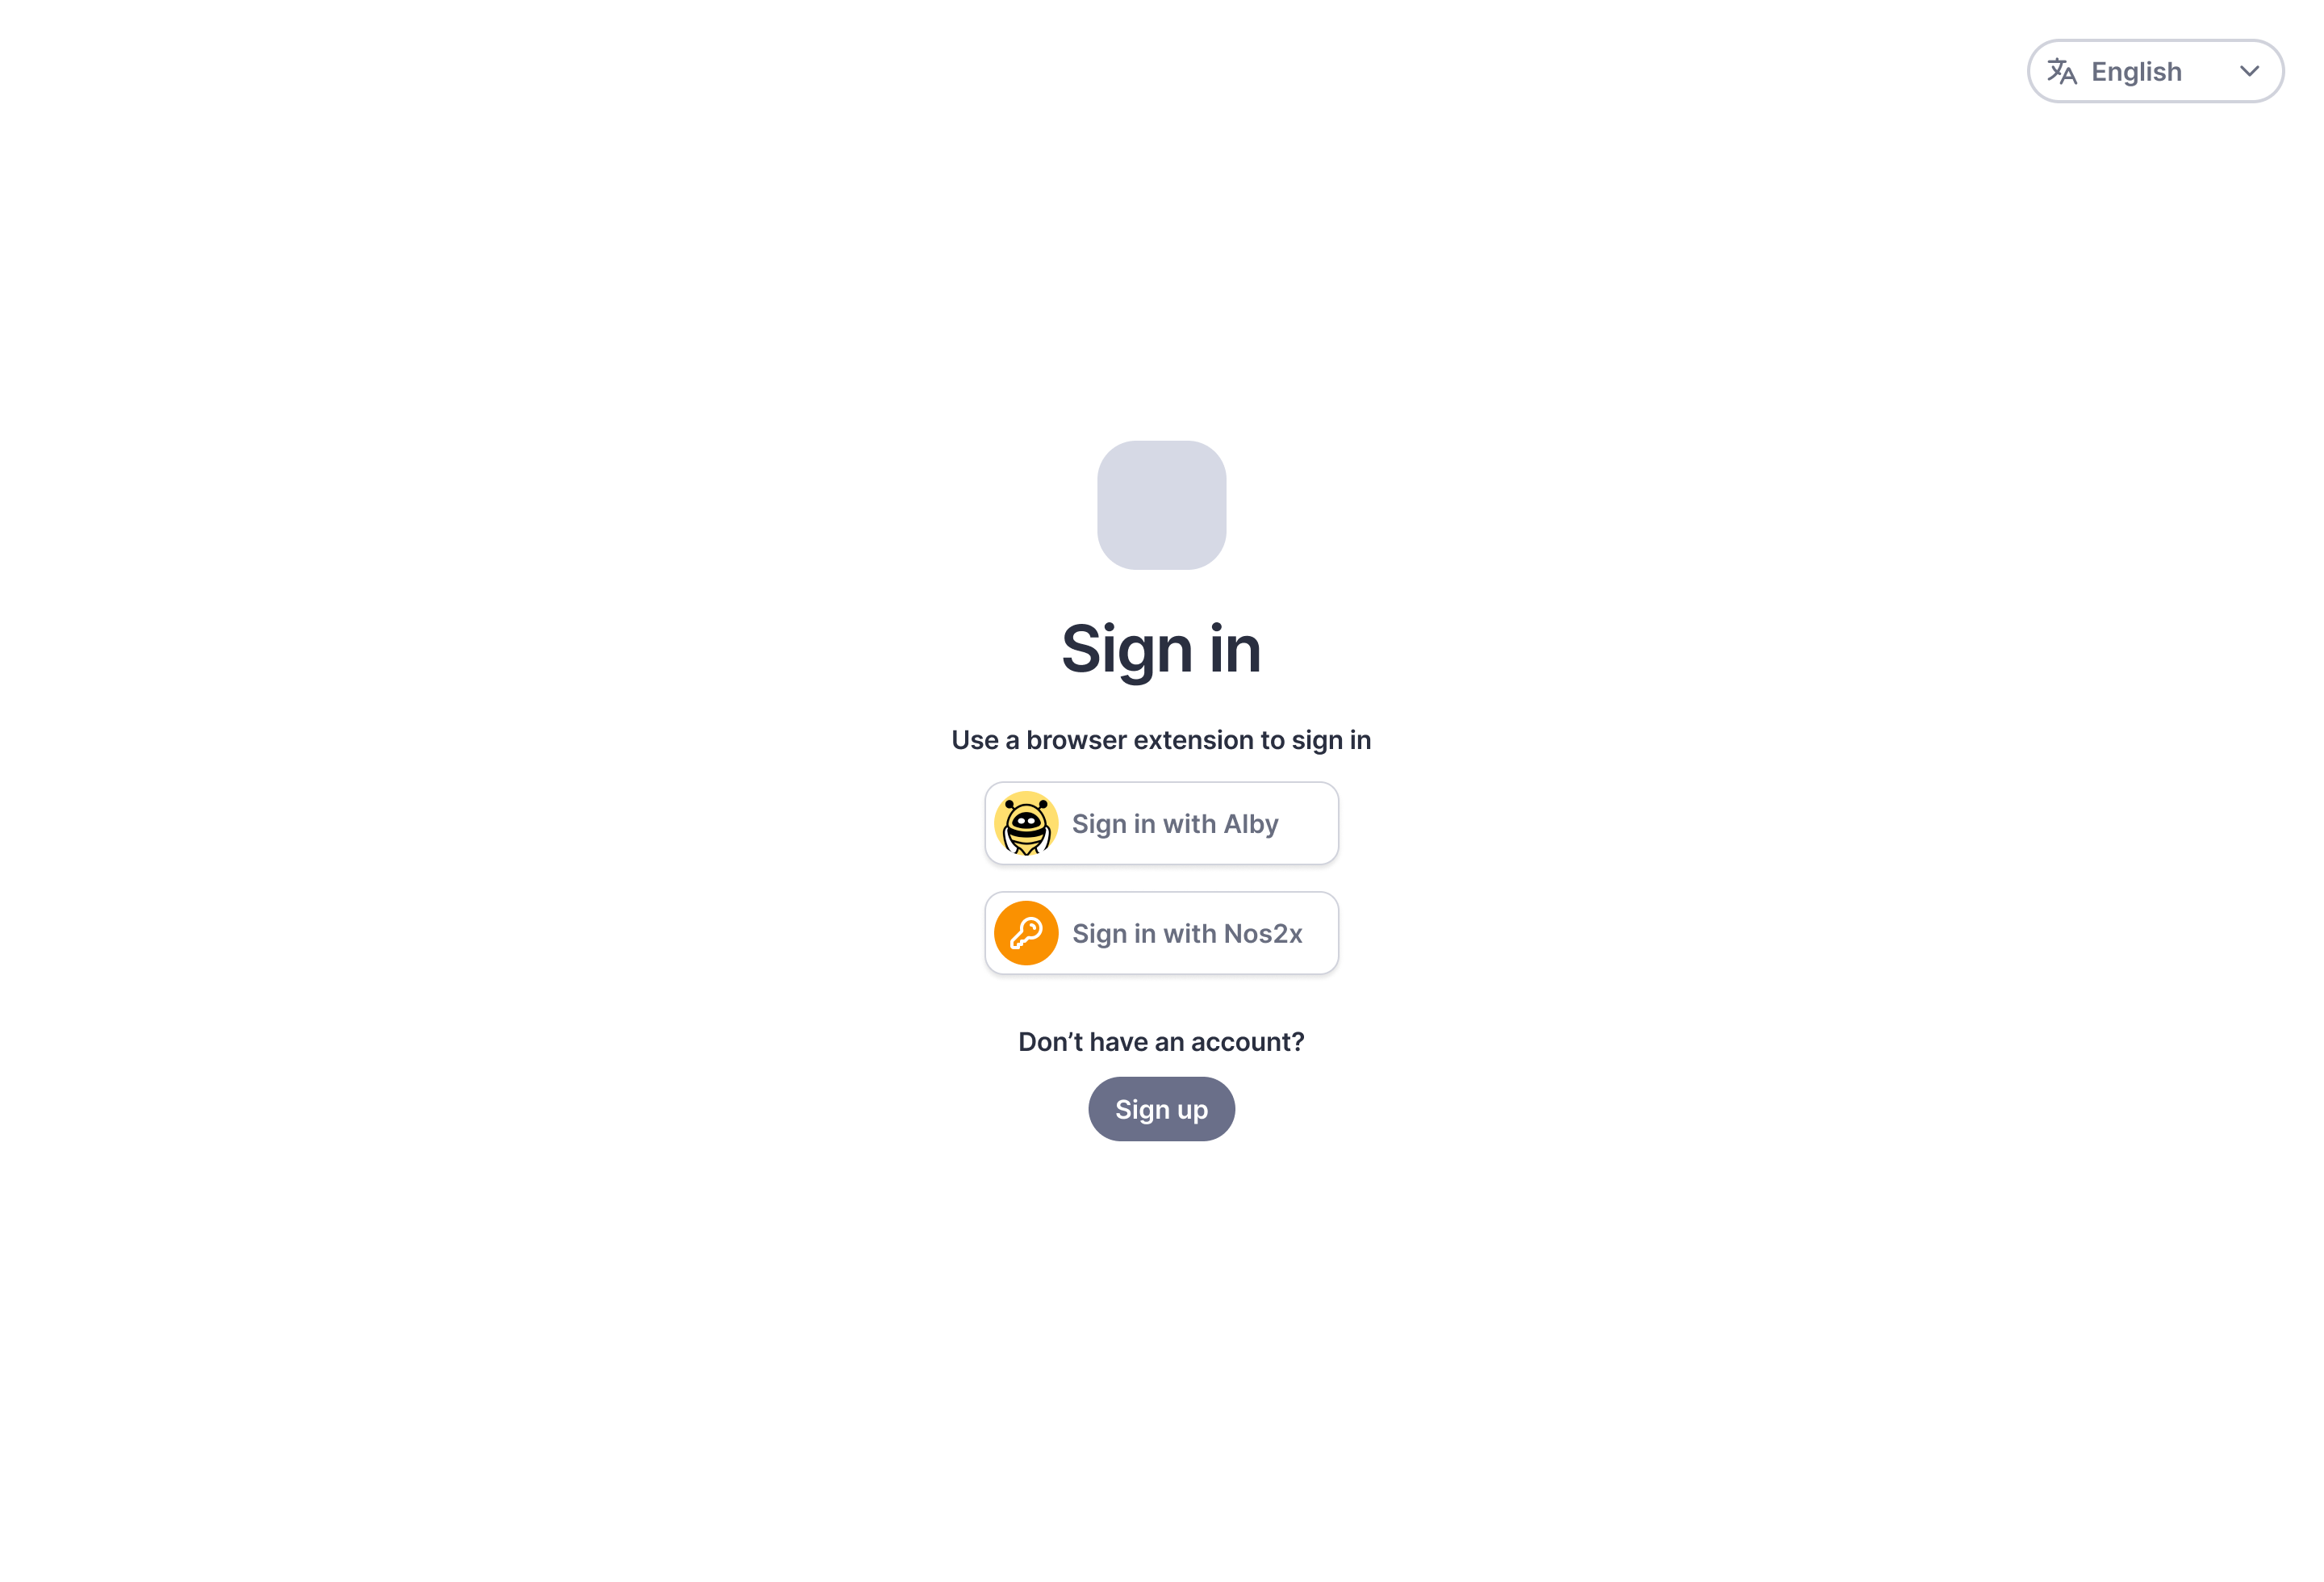 English
Sign in
Use a browser extension to sign in
Sign in with Alby
Sign in with Nos2x
Don’t have an account?
Sign up